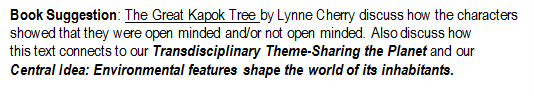 Book Suggestion: The Great Kapok Tree by Lynne Cherry discuss how the characters
showed that they were open minded and/or not open minded. Also discuss how
this text connects to our Transdisciplinary Theme-Sharing the Planet and our
Central Idea: Environmental features shape the world of its inhabitants.